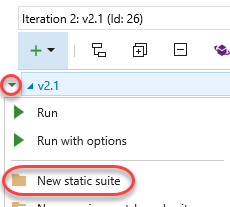 Iteration 2: v2.1 (Id: 26)
v2.1
Run
Run with options
New static suite